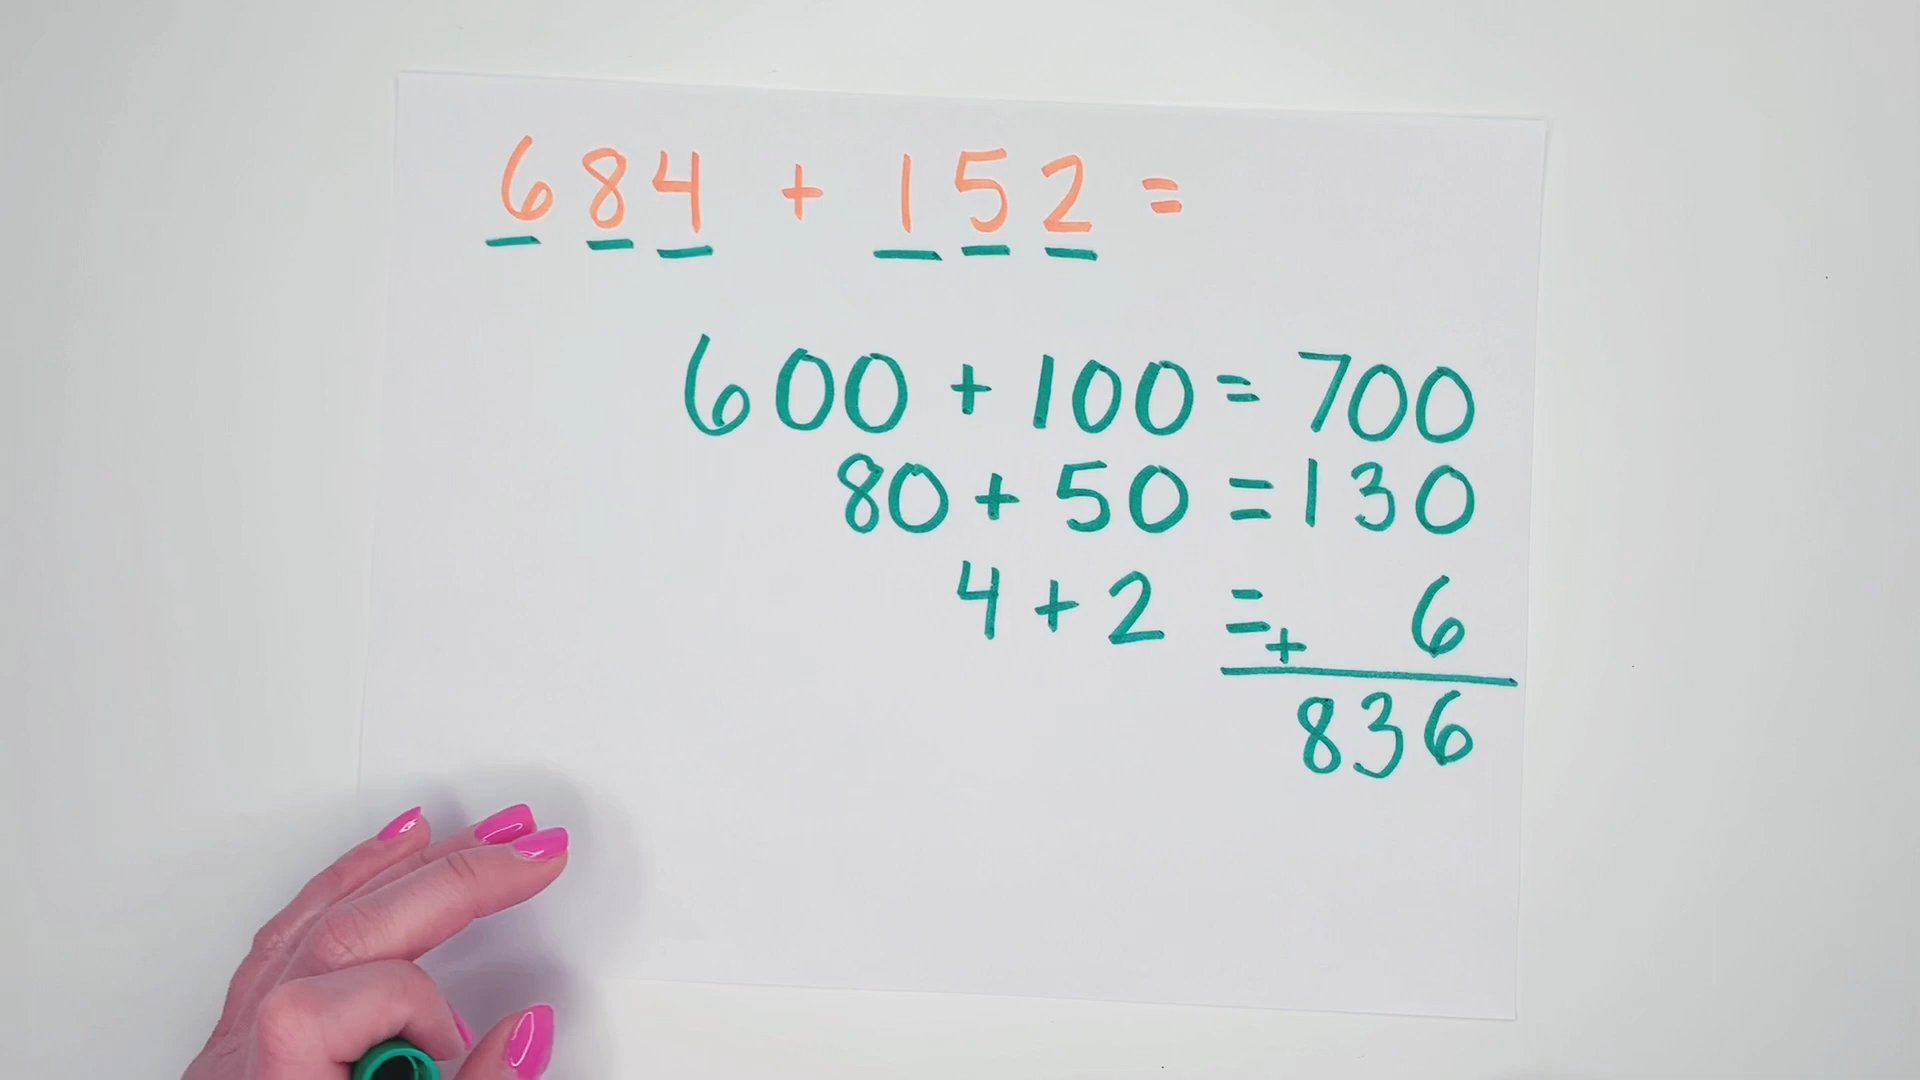 684 + 152 =
600 + 100 = 700
80 + 50 = 130
4 + 2 = + 6
836